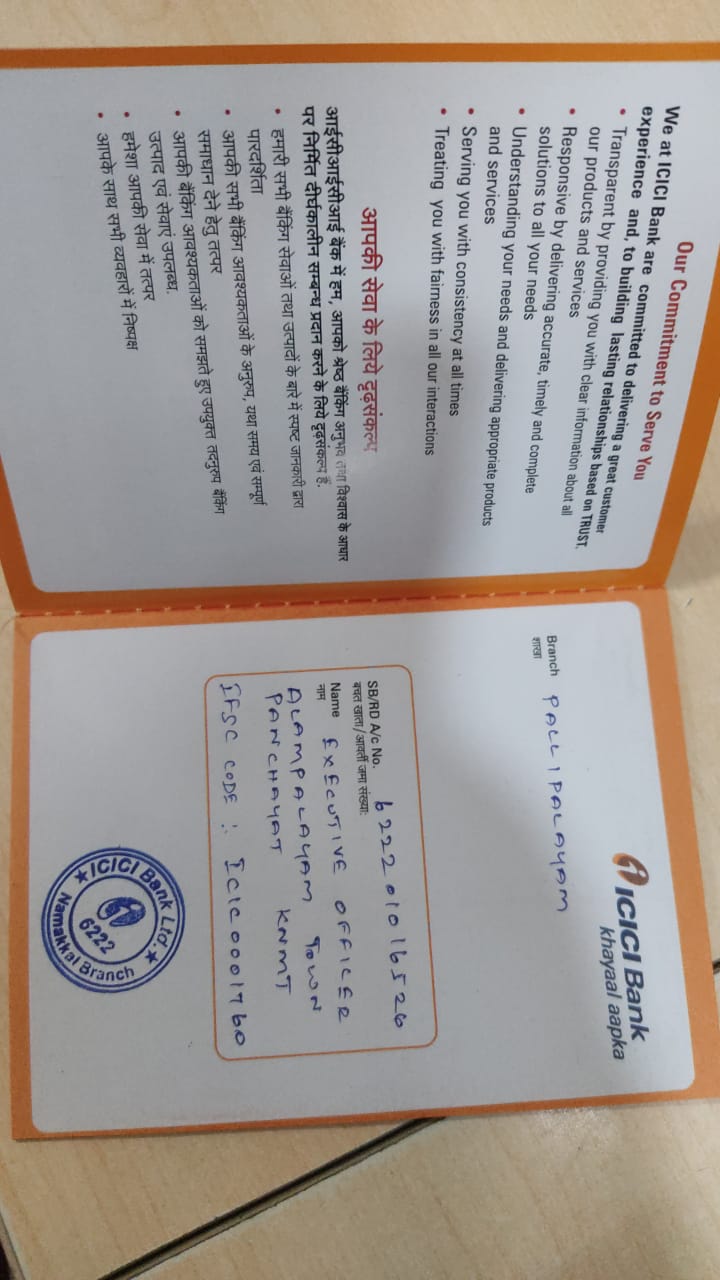 Our Commitment to Serve You
We at ICICI Bank are committed to delivering a great customer
experience and, to building lasting relationships based on TRUST.
• Transparent by providing you with clear information about all
our products and services
• Responsive by delivering accurate, timely and complete
solutions to all your needs
• Understanding your needs and delivering appropriate products
and services
• Serving you with consistency at all times
• Treating you with fairness in all our interactions
आपकी सेवा के लिये दृढ़संकल्प
आईसीआईसीआई बैंक में हम, आपको श्रेष्ठ बैंकिंग अनुभव तथा विश्वास के आधार
पर निर्मित दीर्घकालीन सम्बन्ध प्रदान करने के लिये दृढ़संकल्प हैं.
• हमारी सभी बैंकिंग सेवाओं तथा उत्पादों के बारे में स्पष्ट जानकारी द्वारा
पारदर्शिता
• आपकी सभी बैंकिंग आवश्यकताओं के अनुरुप, यथा समय एवं सम्पूर्ण
समाधान देने हेतु तत्पर
• आपकी बैंकिंग आवश्यकताओं को समझते हुए उपयुक्त तदनुरुप बैंकिंग
उत्पाद एवं सेवाएं उपलब्ध.
• हमेशा आपकी सेवा में तत्पर
• आपके साथ सभी व्यवहारों में निष्पक्ष
ICICI Bank
khayaal aapka
Branch PALLIPALAYAM
शाखा
SB/RD A/c No. 622201016526
बचत खाता/आवर्ती जमा संख्या:
Name EXECUTIVE OFFICER
नाम
ALAMPALAYAM TOWN
PANCHAYAT KNMT
IFSC CODE : ICIC0001760
★ICICI Bank Ltd.★
6222
Namakkal Branch